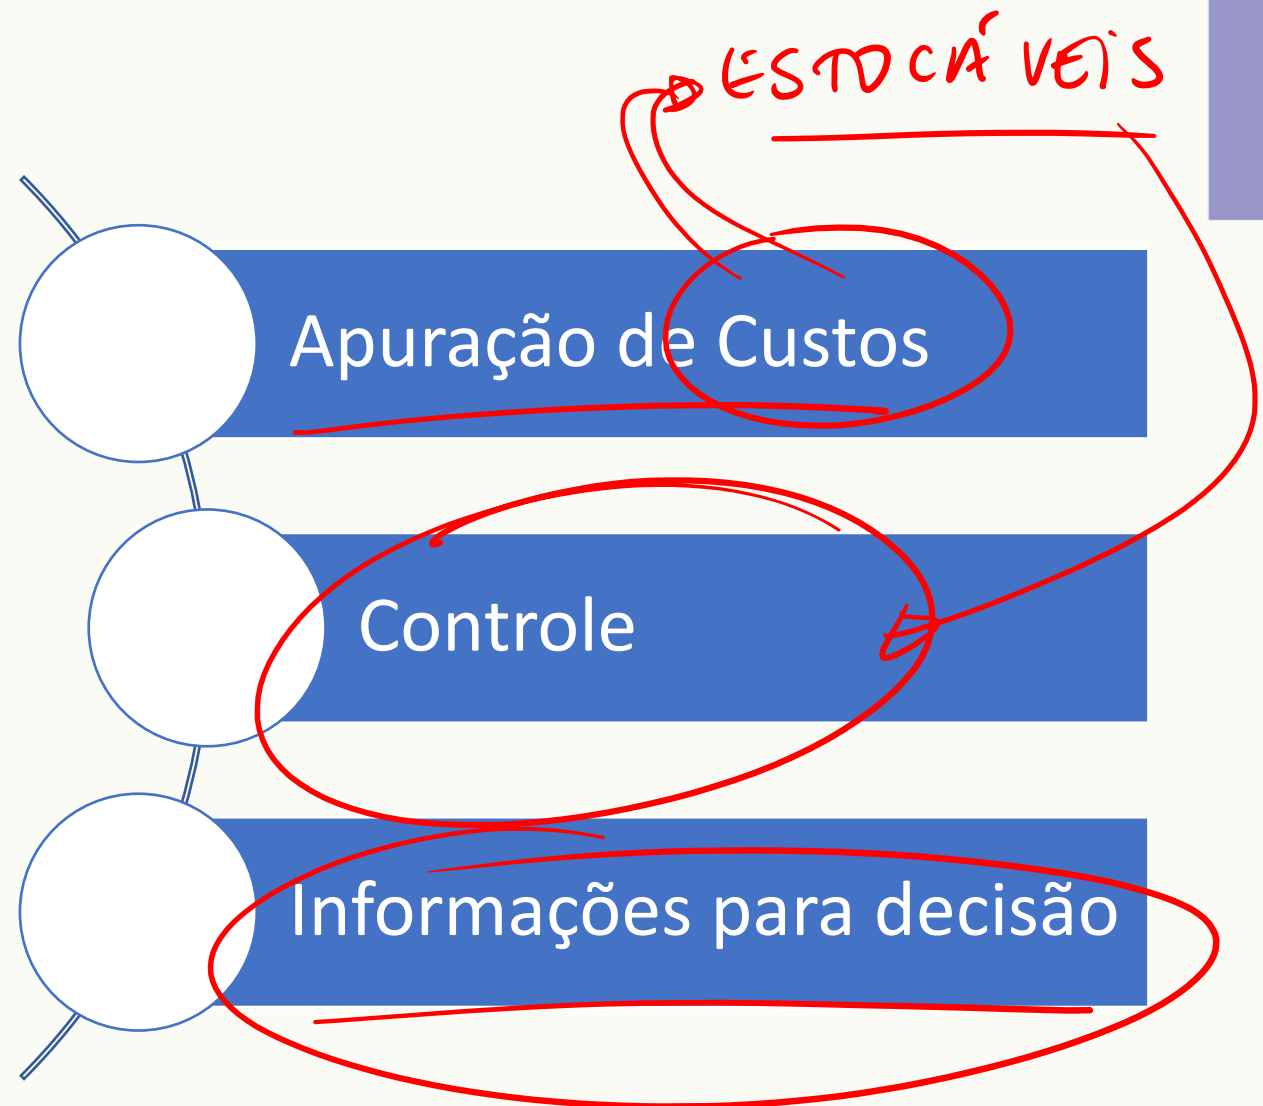 ESTOCÁVEIS
Apuração de Custos
Controle
Informações para decisão